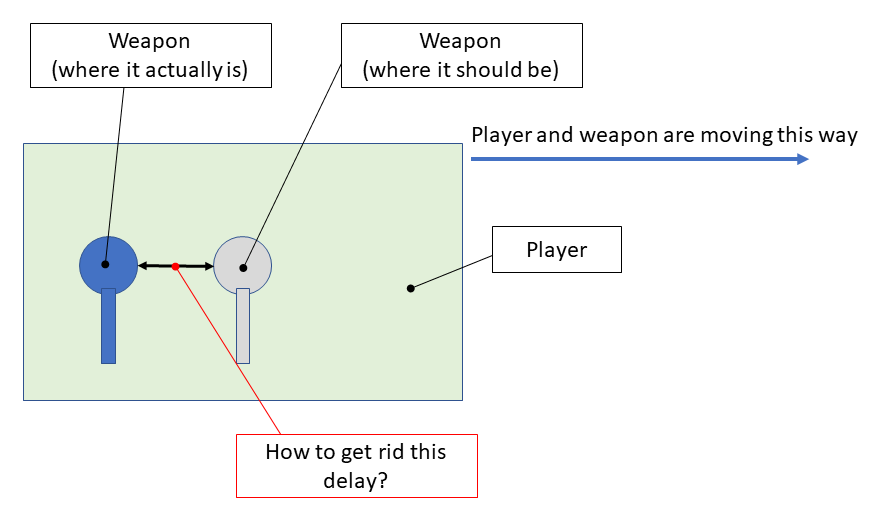 Weapon
(where it actually is)
Weapon
(where it should be)
Player and weapon are moving this way
Player
How to get rid this
delay?